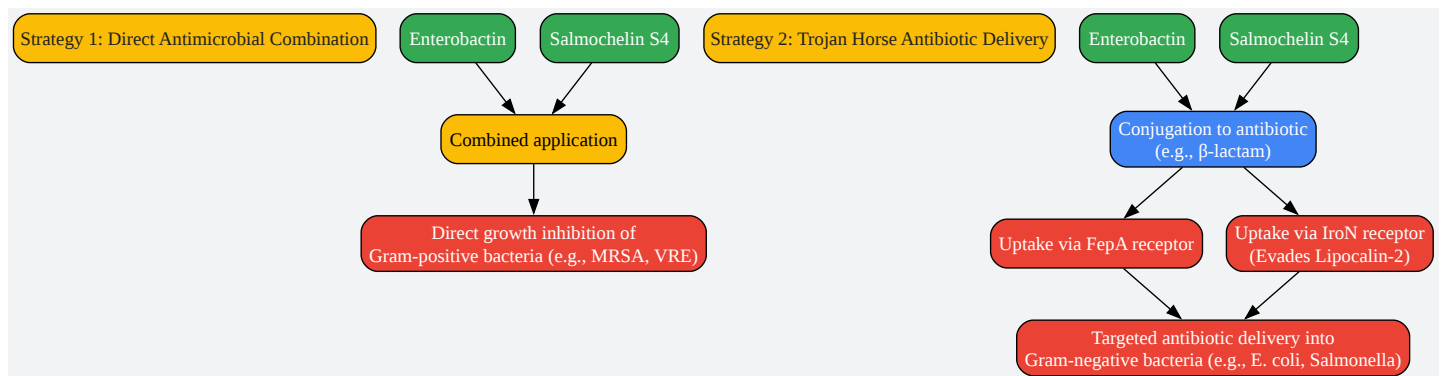 Strategy 1: Direct Antimicrobial Combination
Enterobactin
Salmochelin S4
Strategy 2: Trojan Horse Antibiotic Delivery
Enterobactin
Salmochelin S4
Combined application
Conjugation to antibiotic
(e.g., β-lactam)
Direct growth inhibition of
Gram-positive bacteria (e.g., MRSA, VRE)
Uptake via FepA receptor
Uptake via IroN receptor
(Evades Lipocalin-2)
Targeted antibiotic delivery into
Gram-negative bacteria (e.g., E. coli, Salmonella)